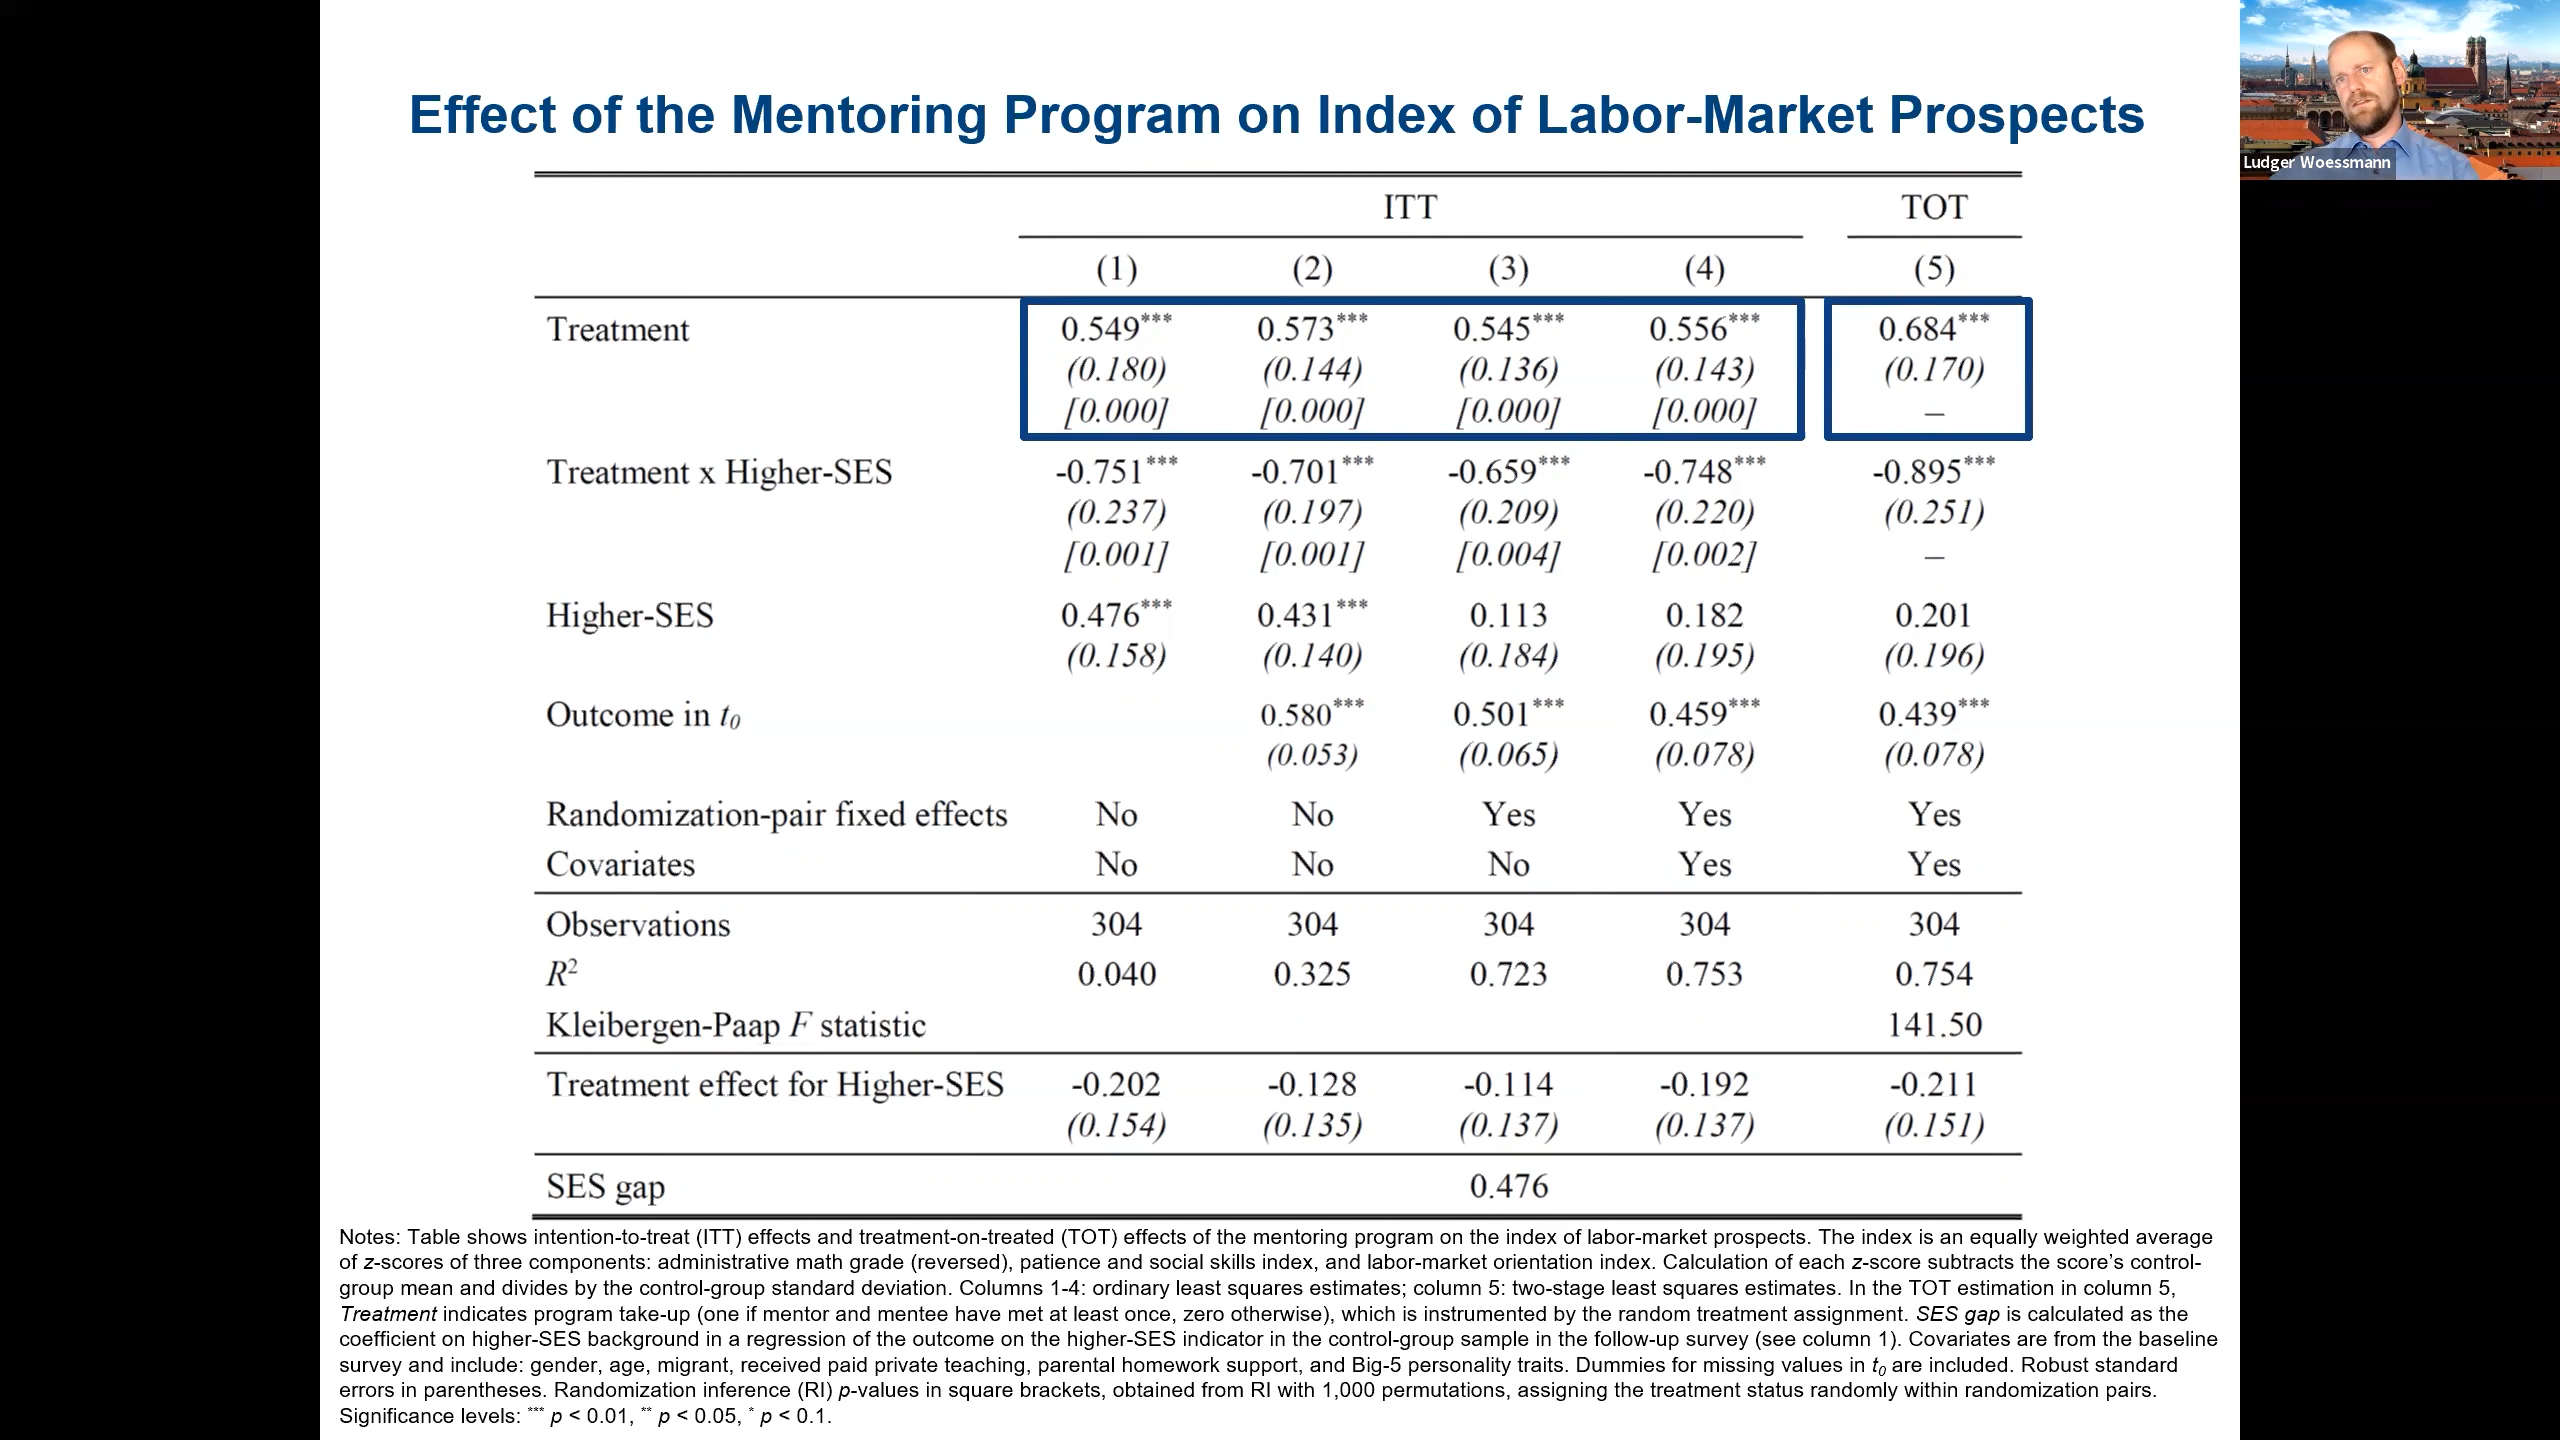 Effect of the Mentoring Program on Index of Labor-Market Prospects
Ludger Woessmann
ITT TOT
(1) (2) (3) (4) (5)
Treatment 0.549*** 0.573*** 0.545*** 0.556*** 0.684***
(0.180) (0.144) (0.136) (0.143) (0.170)
[0.000] [0.000] [0.000] [0.000] –
Treatment x Higher-SES -0.751*** -0.701*** -0.659*** -0.748*** -0.895***
(0.237) (0.197) (0.209) (0.220) (0.251)
[0.001] [0.001] [0.004] [0.002] –
Higher-SES 0.476*** 0.431*** 0.113 0.182 0.201
(0.158) (0.140) (0.184) (0.195) (0.196)
Outcome in t0 0.580*** 0.501*** 0.459*** 0.439***
(0.053) (0.065) (0.078) (0.078)
Randomization-pair fixed effects No No Yes Yes Yes
Covariates No No No Yes Yes
Observations 304 304 304 304 304
R² 0.040 0.325 0.723 0.753 0.754
Kleibergen-Paap F statistic 141.50
Treatment effect for Higher-SES -0.202 -0.128 -0.114 -0.192 -0.211
(0.154) (0.135) (0.137) (0.137) (0.151)
SES gap 0.476
Notes: Table shows intention-to-treat (ITT) effects and treatment-on-treated (TOT) effects of the mentoring program on the index of labor-market prospects. The index is an equally weighted average
of z-scores of three components: administrative math grade (reversed), patience and social skills index, and labor-market orientation index. Calculation of each z-score subtracts the score’s control-
group mean and divides by the control-group standard deviation. Columns 1-4: ordinary least squares estimates; column 5: two-stage least squares estimates. In the TOT estimation in column 5,
Treatment indicates program take-up (one if mentor and mentee have met at least once, zero otherwise), which is instrumented by the random treatment assignment. SES gap is calculated as the
coefficient on higher-SES background in a regression of the outcome on the higher-SES indicator in the control-group sample in the follow-up survey (see column 1). Covariates are from the baseline
survey and include: gender, age, migrant, received paid private teaching, parental homework support, and Big-5 personality traits. Dummies for missing values in t0 are included. Robust standard
errors in parentheses. Randomization inference (RI) p-values in square brackets, obtained from RI with 1,000 permutations, assigning the treatment status randomly within randomization pairs.
Significance levels: *** p < 0.01, ** p < 0.05, * p < 0.1.